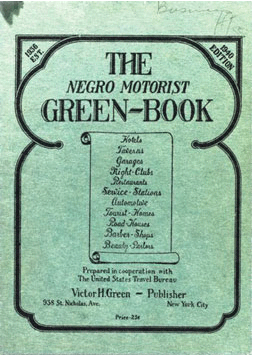 Business
1936
EST.
1940
EDITION
THE
NEGRO MOTORIST
GREEN-BOOK
Hotels
Taverns
Garages
Night-Clubs
Restaurants
Service-Stations
Automotive
Tourist-Homes
Road-Houses
Barber-Shops
Beauty-Parlors
Prepared in cooperation with
The United States Travel Bureau
Victor H. Green - Publisher
938 St. Nicholas, Ave. New York City
Price-25¢